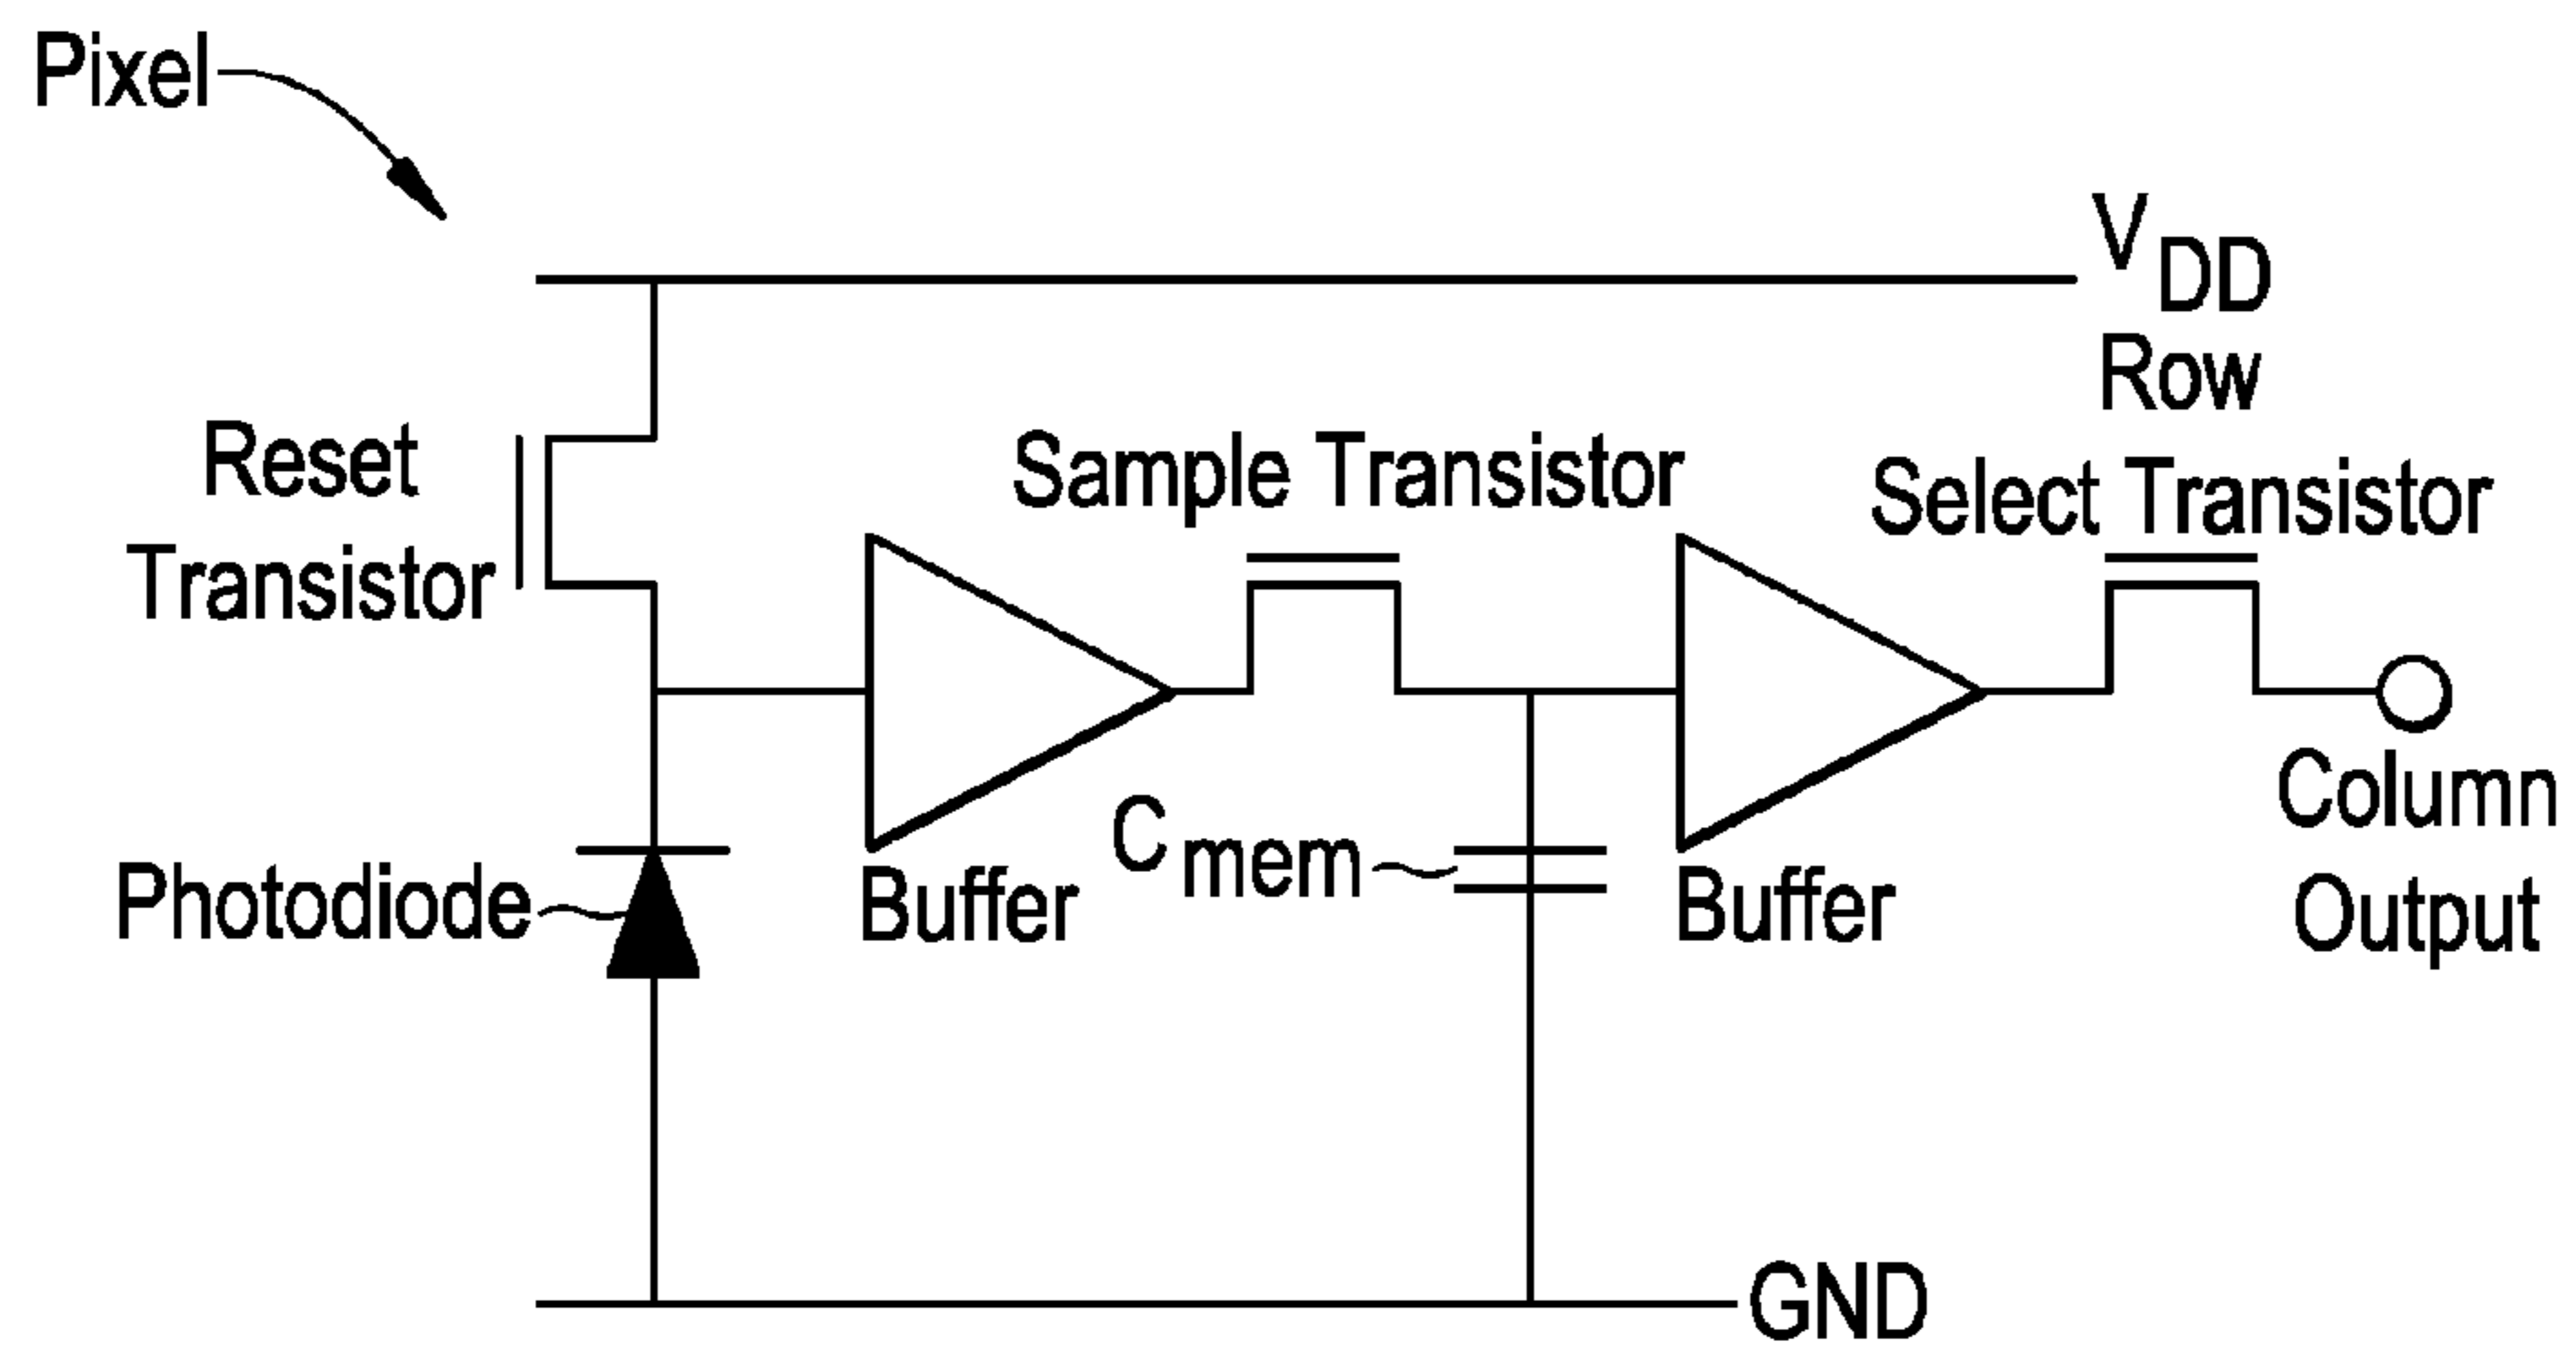 Pixel
VDD
Row
Select Transistor
Reset
Transistor
Sample Transistor
Photodiode
Buffer
Cmem
Buffer
Column
Output
GND